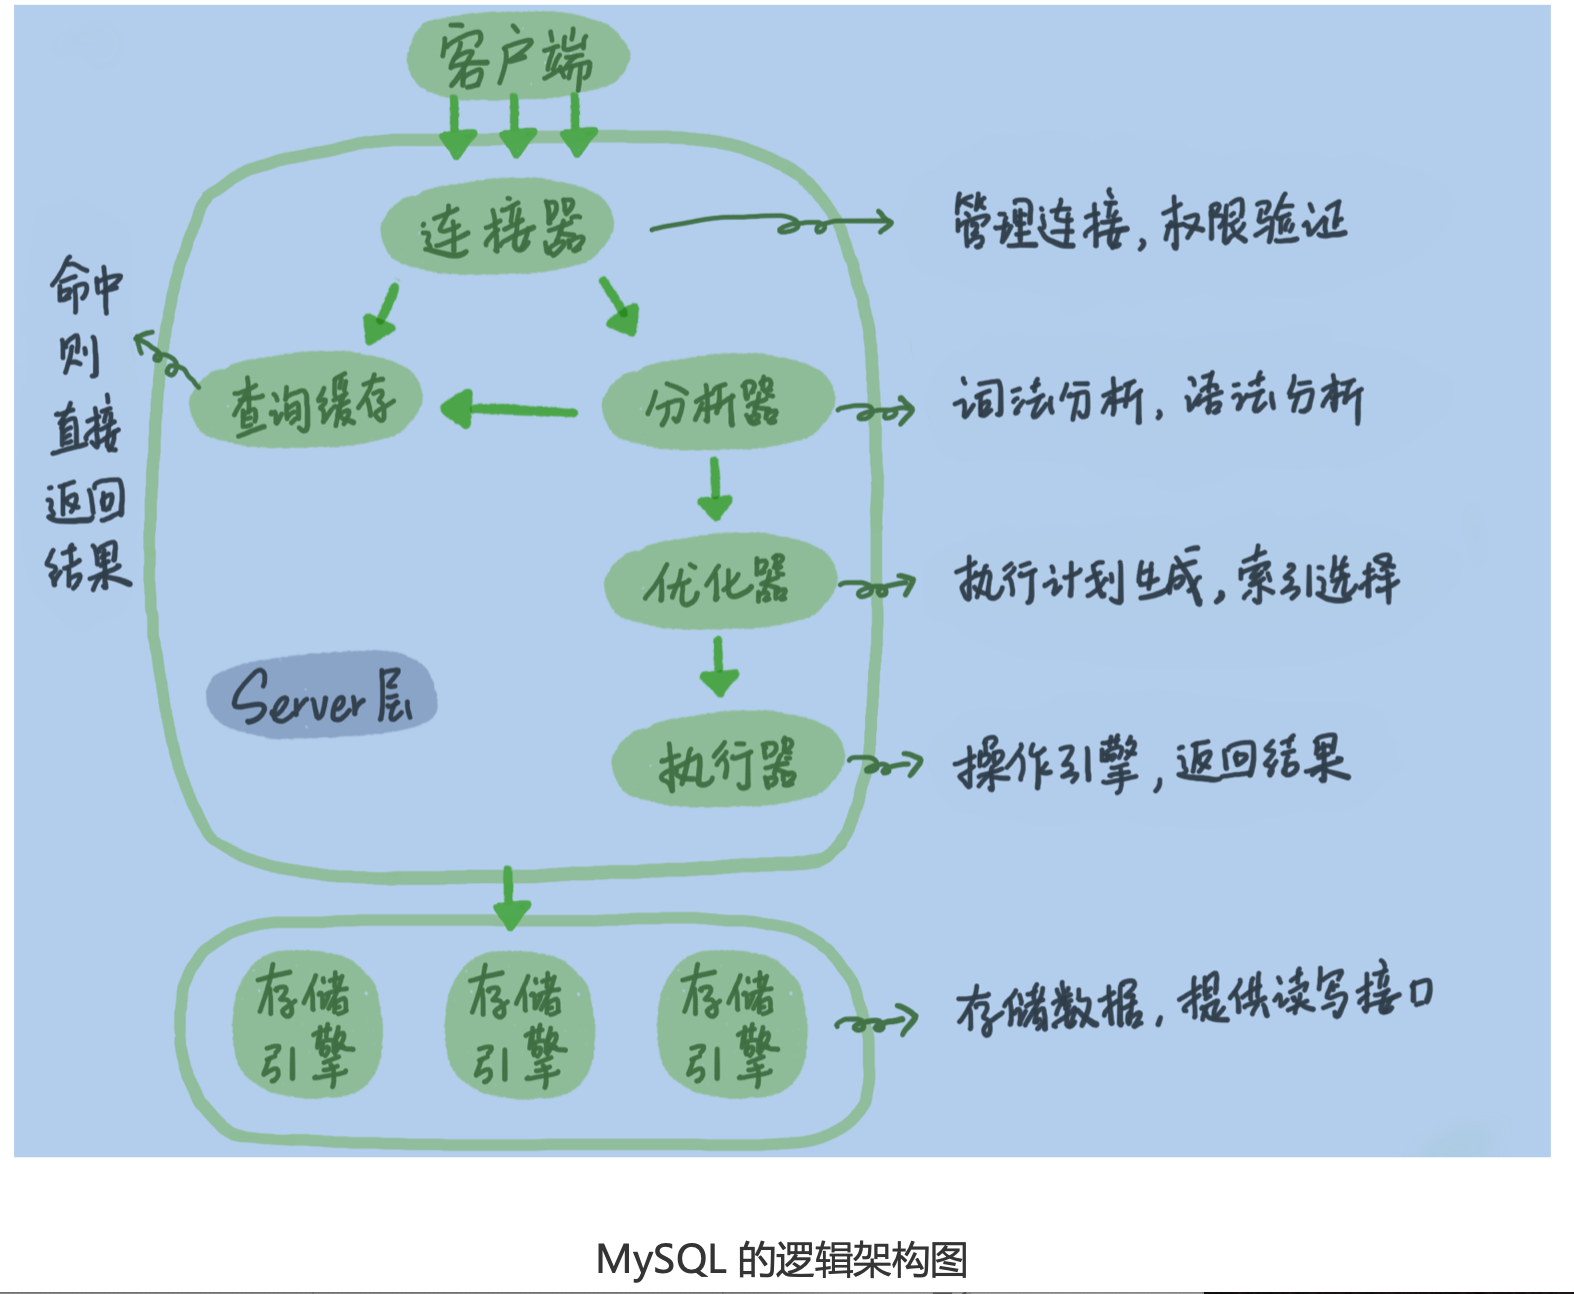 客户端
连接器
管理连接,权限验证
命中
则
直接
返回
结果
查询缓存
分析器
词法分析,语法分析
优化器
执行计划生成,索引选择
Server层
执行器
操作引擎,返回结果
存储
引擎
存储
引擎
存储
引擎
存储数据,提供读写接口
MySQL 的逻辑架构图